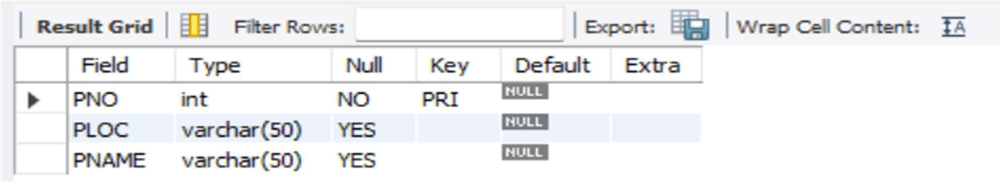 Result Grid Filter Rows: Export: Wrap Cell Content: A
Field Type Null Key Default Extra
PNO int NO PRI NULL
PLOC varchar(50) YES NULL
PNAME varchar(50) YES NULL